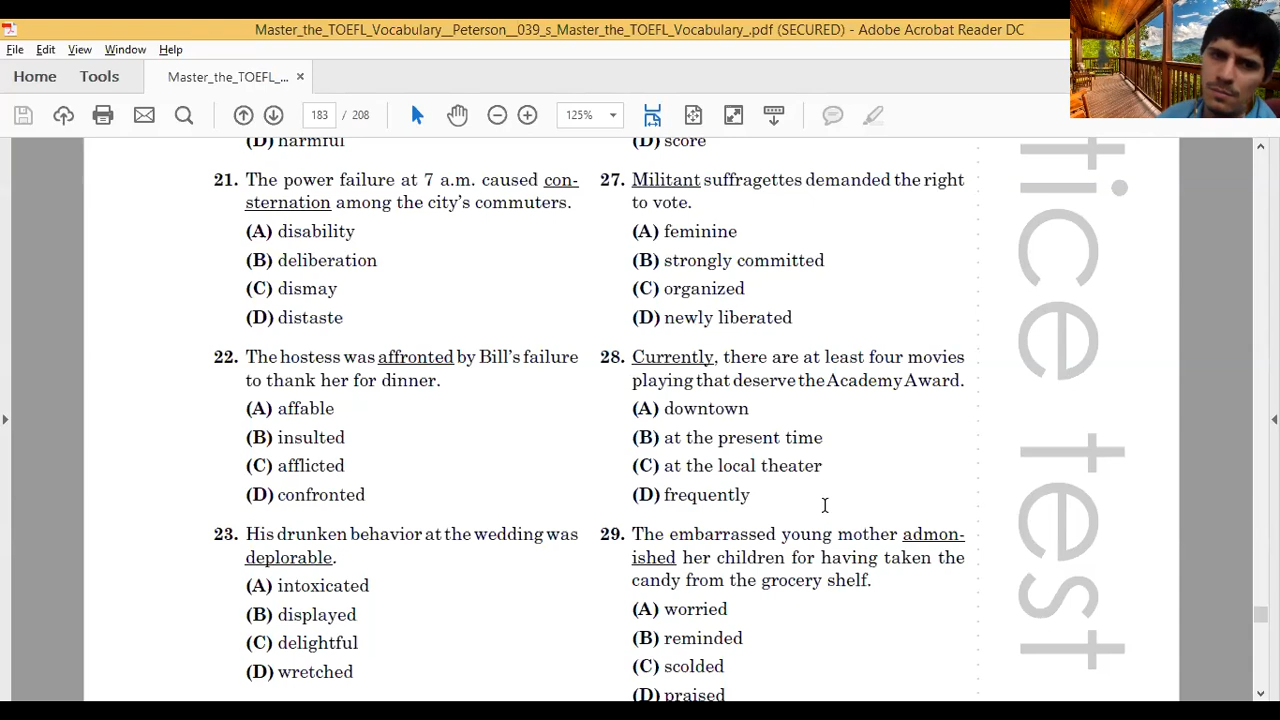 Master_the_TOEFL_Vocabulary__Peterson__039_s_Master_the_TOEFL_Vocabulary_.pdf (SECURED) - Adobe Acrobat Reader DC
File Edit View Window Help
Home Tools Master_the_TOEFL_... ×
183 / 208 125%
(D) harmful
21. The power failure at 7 a.m. caused con-
sternation among the city's commuters.
(A) disability
(B) deliberation
(C) dismay
(D) distaste
22. The hostess was affronted by Bill's failure
to thank her for dinner.
(A) affable
(B) insulted
(C) afflicted
(D) confronted
23. His drunken behavior at the wedding was
deplorable.
(A) intoxicated
(B) displayed
(C) delightful
(D) wretched
(D) score
27. Militant suffragettes demanded the right
to vote.
(A) feminine
(B) strongly committed
(C) organized
(D) newly liberated
28. Currently, there are at least four movies
playing that deserve the Academy Award.
(A) downtown
(B) at the present time
(C) at the local theater
(D) frequently
29. The embarrassed young mother admon-
ished her children for having taken the
candy from the grocery shelf.
(A) worried
(B) reminded
(C) scolded
(D) praised
tice test